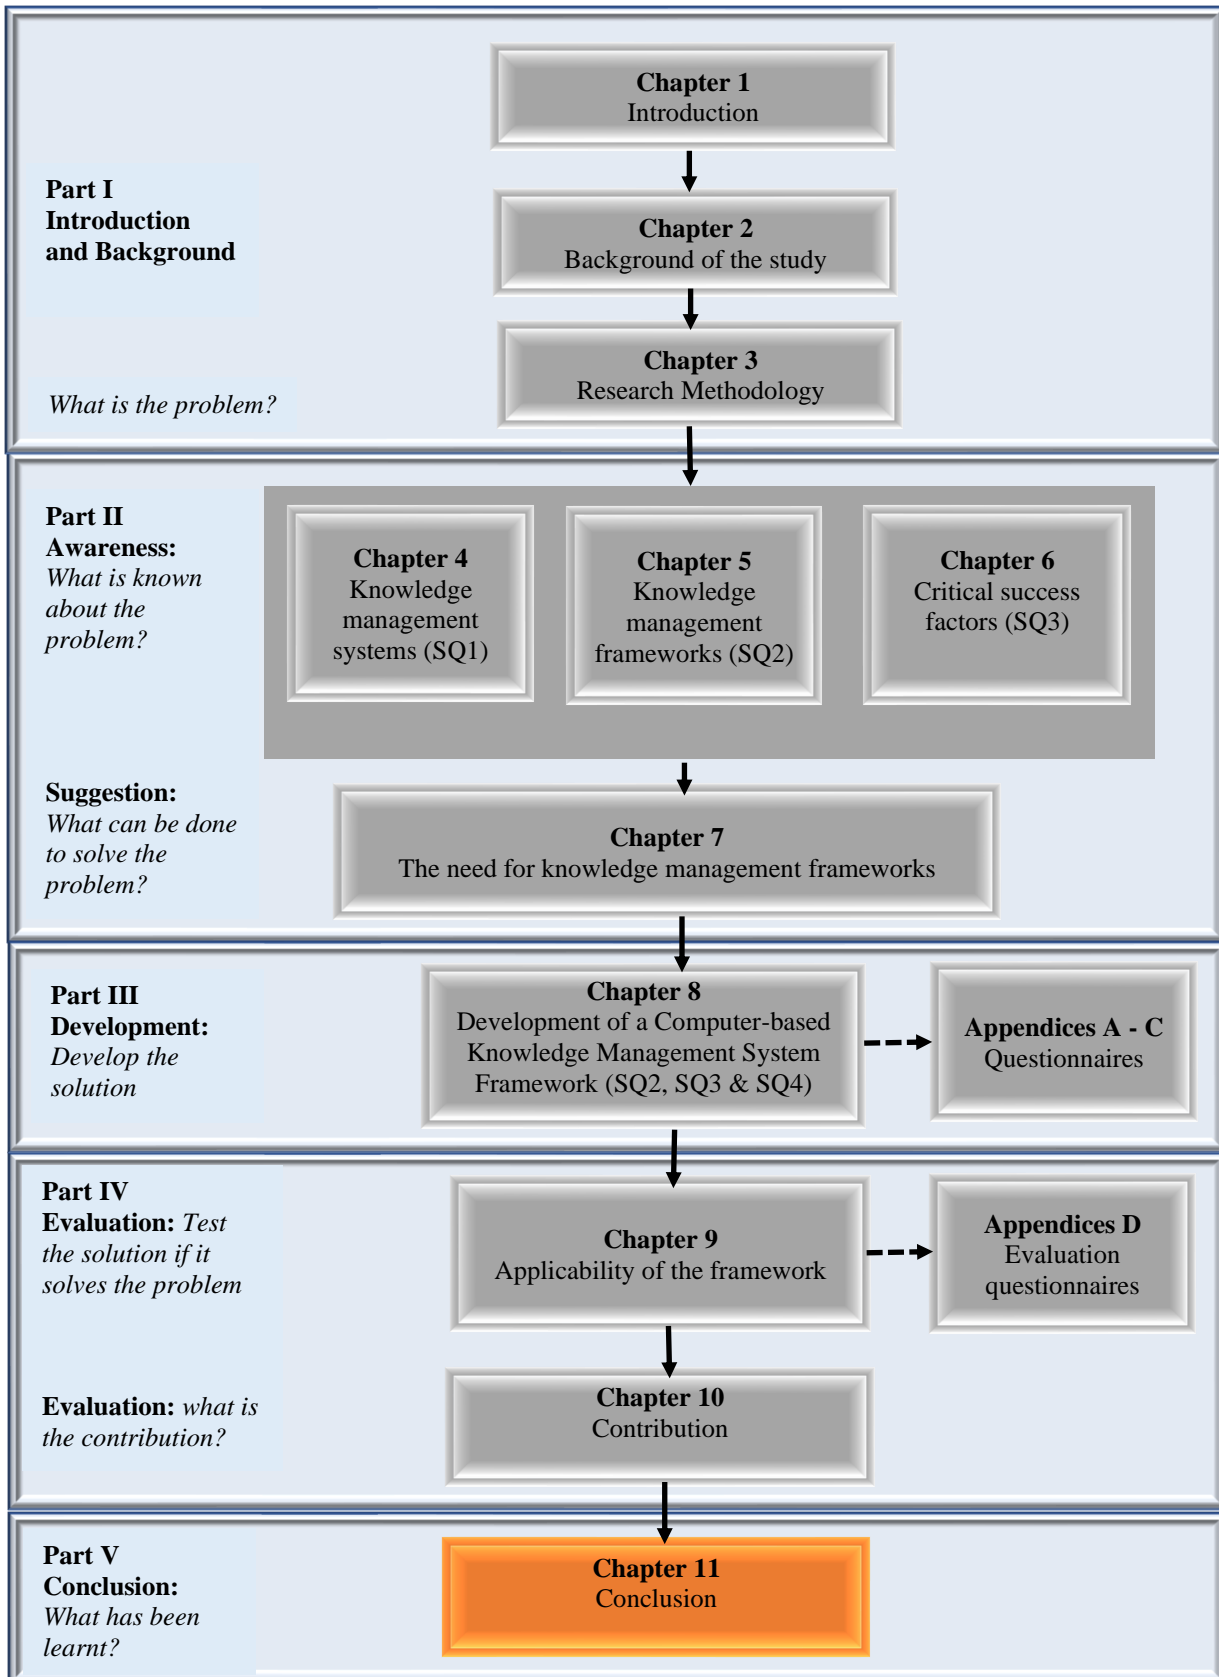 Chapter 1
Introduction
Part I
Introduction
and Background
Chapter 2
Background of the study
Chapter 3
Research Methodology
What is the problem?
Part II
Awareness:
What is known
about the
problem?
Chapter 4
Knowledge
management
systems (SQ1)
Chapter 5
Knowledge
management
frameworks (SQ2)
Chapter 6
Critical success
factors (SQ3)
Suggestion:
What can be done
to solve the
problem?
Chapter 7
The need for knowledge management frameworks
Part III
Development:
Develop the
solution
Chapter 8
Development of a Computer-based
Knowledge Management System
Framework (SQ2, SQ3 & SQ4)
Appendices A - C
Questionnaires
Part IV
Evaluation: Test
the solution if it
solves the problem
Chapter 9
Applicability of the framework
Appendices D
Evaluation
questionnaires
Evaluation: what is
the contribution?
Chapter 10
Contribution
Part V
Conclusion:
What has been
learnt?
Chapter 11
Conclusion